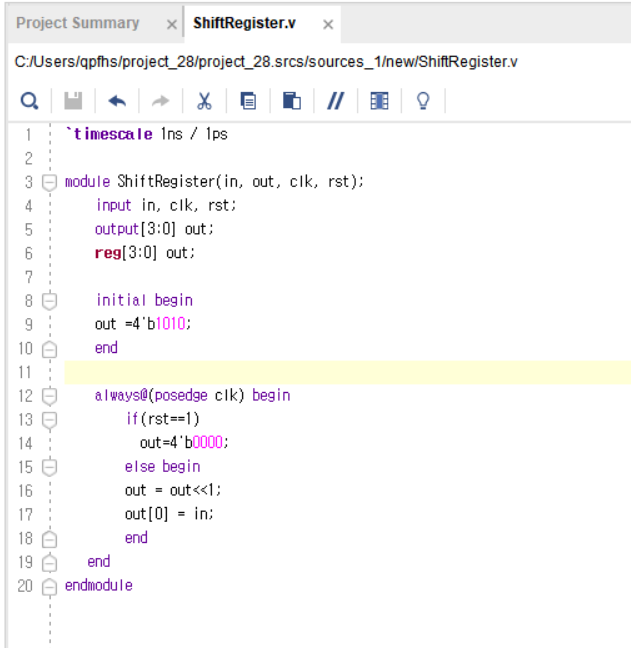 Project Summary × ShiftRegister.v ×
C:/Users/qpfhs/project_28/project_28.srcs/sources_1/new/ShiftRegister.v
1 `timescale 1ns / 1ps
2
3 module ShiftRegister(in, out, clk, rst);
4 input in, clk, rst;
5 output[3:0] out;
6 reg[3:0] out;
7
8 initial begin
9 out =4'b1010;
10 end
11
12 always@(posedge clk) begin
13 if(rst==1)
14 out=4'b0000;
15 else begin
16 out = out<<1;
17 out[0] = in;
18 end
19 end
20 endmodule